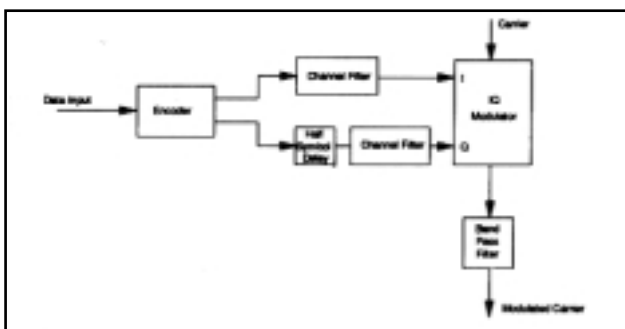 Carrier
Channel Filter
I
IQ
Modulator
Data Input
Encoder
Half
Symbol
Delay
Channel Filter
Q
Band
Pass
Filter
Modulated Carrier